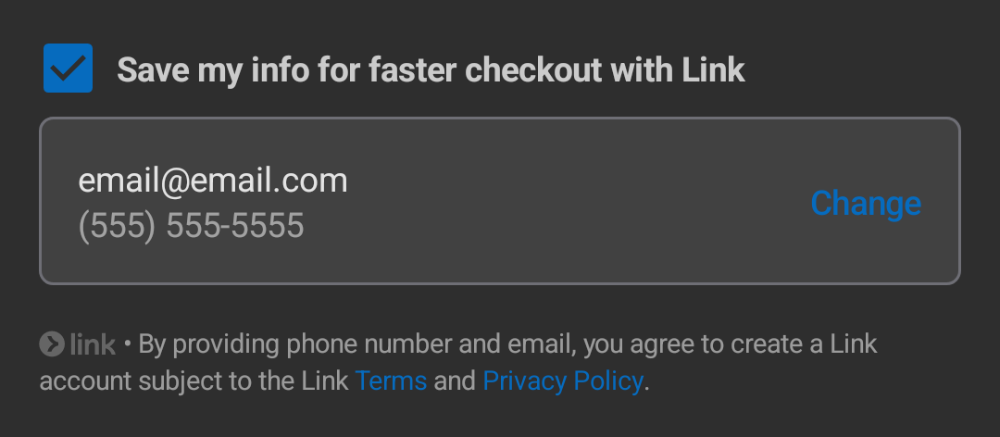 Save my info for faster checkout with Link
email@email.com
Change
(555) 555-5555
link • By providing phone number and email, you agree to create a Link
account subject to the Link Terms and Privacy Policy.